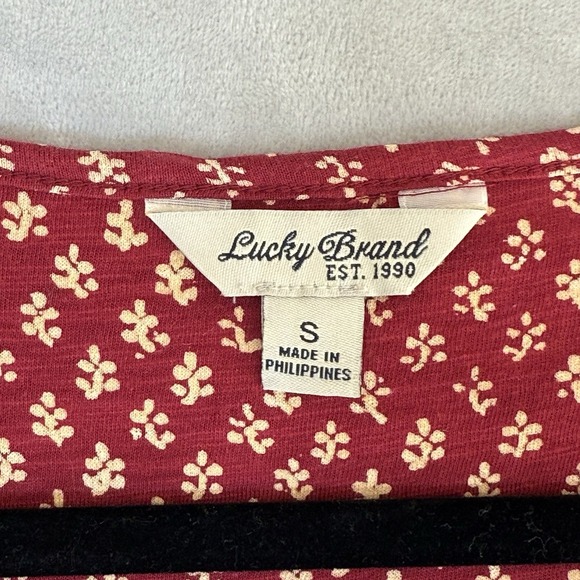 Lucky Brand
EST. 1990
S
MADE IN
PHILIPPINES